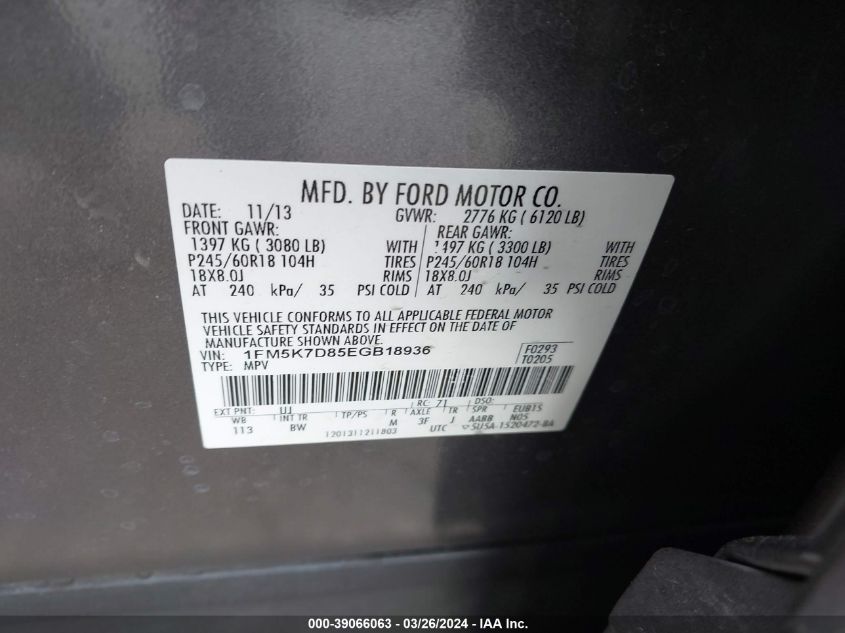 MFD. BY FORD MOTOR CO.
DATE: 11/13 GVWR: 2776 KG ( 6120 LB)
FRONT GAWR: REAR GAWR:
1397 KG ( 3080 LB) WITH 1497 KG ( 3300 LB) WITH
P245/60R18 104H TIRES P245/60R18 104H TIRES
18X8.0J RIMS 18X8.0J RIMS
AT 240 kPa/ 35 PSI COLD AT 240 kPa/ 35 PSI COLD
THIS VEHICLE CONFORMS TO ALL APPLICABLE FEDERAL MOTOR
VEHICLE SAFETY STANDARDS IN EFFECT ON THE DATE OF
MANUFACTURE SHOWN ABOVE.
VIN: 1FM5K7D85EGB18936 F0293
TYPE: MPV T0205
EXT PNT: UJ RC: 71 DSO:
WB INT TR TP/PS R AXLE TR SPR EUB15
113 BW M 3F J AABB N05
1201311211803 UTC 5U5A-1520472-BA
000-39066063 - 03/26/2024 - IAA Inc.